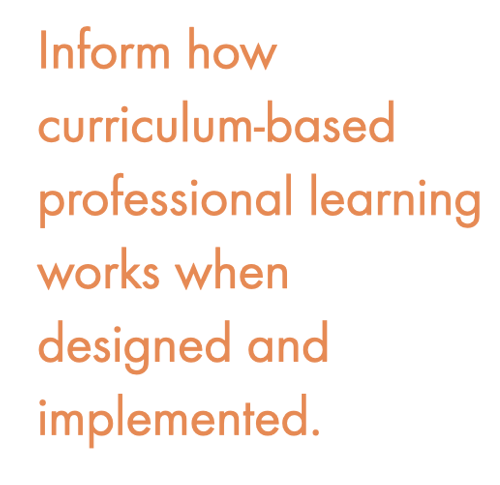 Inform how
curriculum-based
professional learning
works when
designed and
implemented.